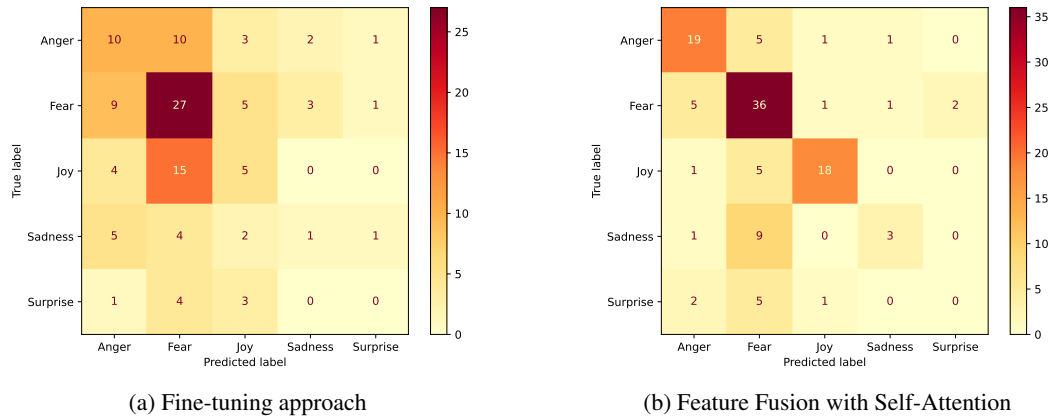 Anger 10 10 3 2 1
Fear 9 27 5 3 1
Joy 4 15 5 0 0
Sadness 5 4 2 1 1
Surprise 1 4 3 0 0
Anger Fear Joy Sadness Surprise
Predicted label
True label
25
20
15
10
5
0
(a) Fine-tuning approach
Anger 19 5 1 1 0
Fear 5 36 1 1 2
Joy 1 5 18 0 0
Sadness 1 9 0 3 0
Surprise 2 5 1 0 0
Anger Fear Joy Sadness Surprise
Predicted label
True label
35
30
25
20
15
10
5
0
(b) Feature Fusion with Self-Attention